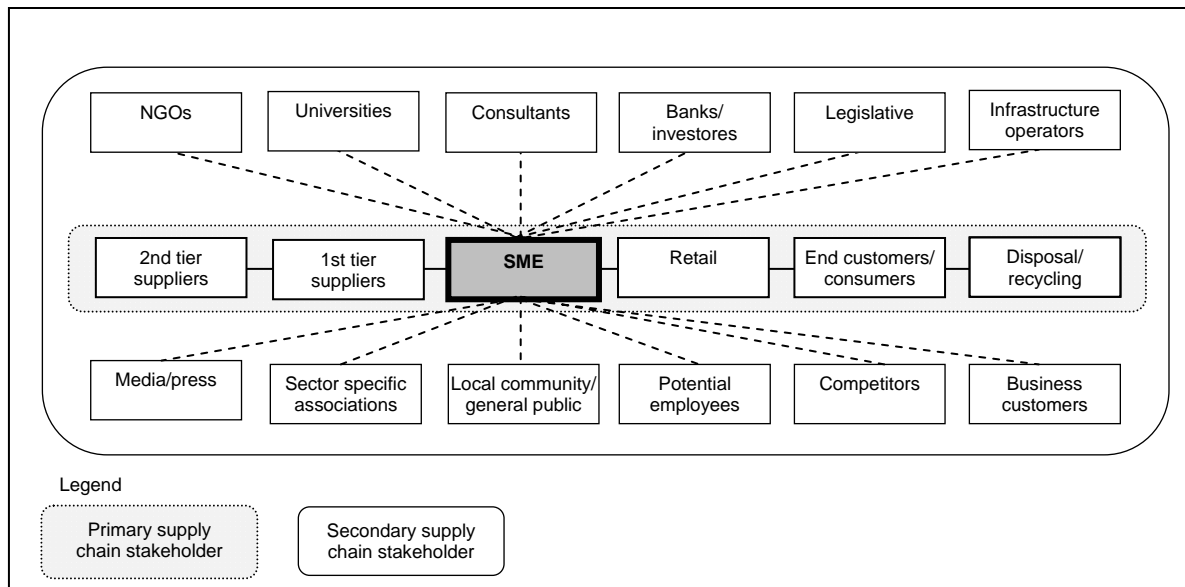 NGOs
Universities
Consultants
Banks/
investores
Legislative
Infrastructure
operators
2nd tier
suppliers
1st tier
suppliers
SME
Retail
End customers/
consumers
Disposal/
recycling
Media/press
Sector specific
associations
Local community/
general public
Potential
employees
Competitors
Business
customers
Legend
Primary supply
chain stakeholder
Secondary supply
chain stakeholder